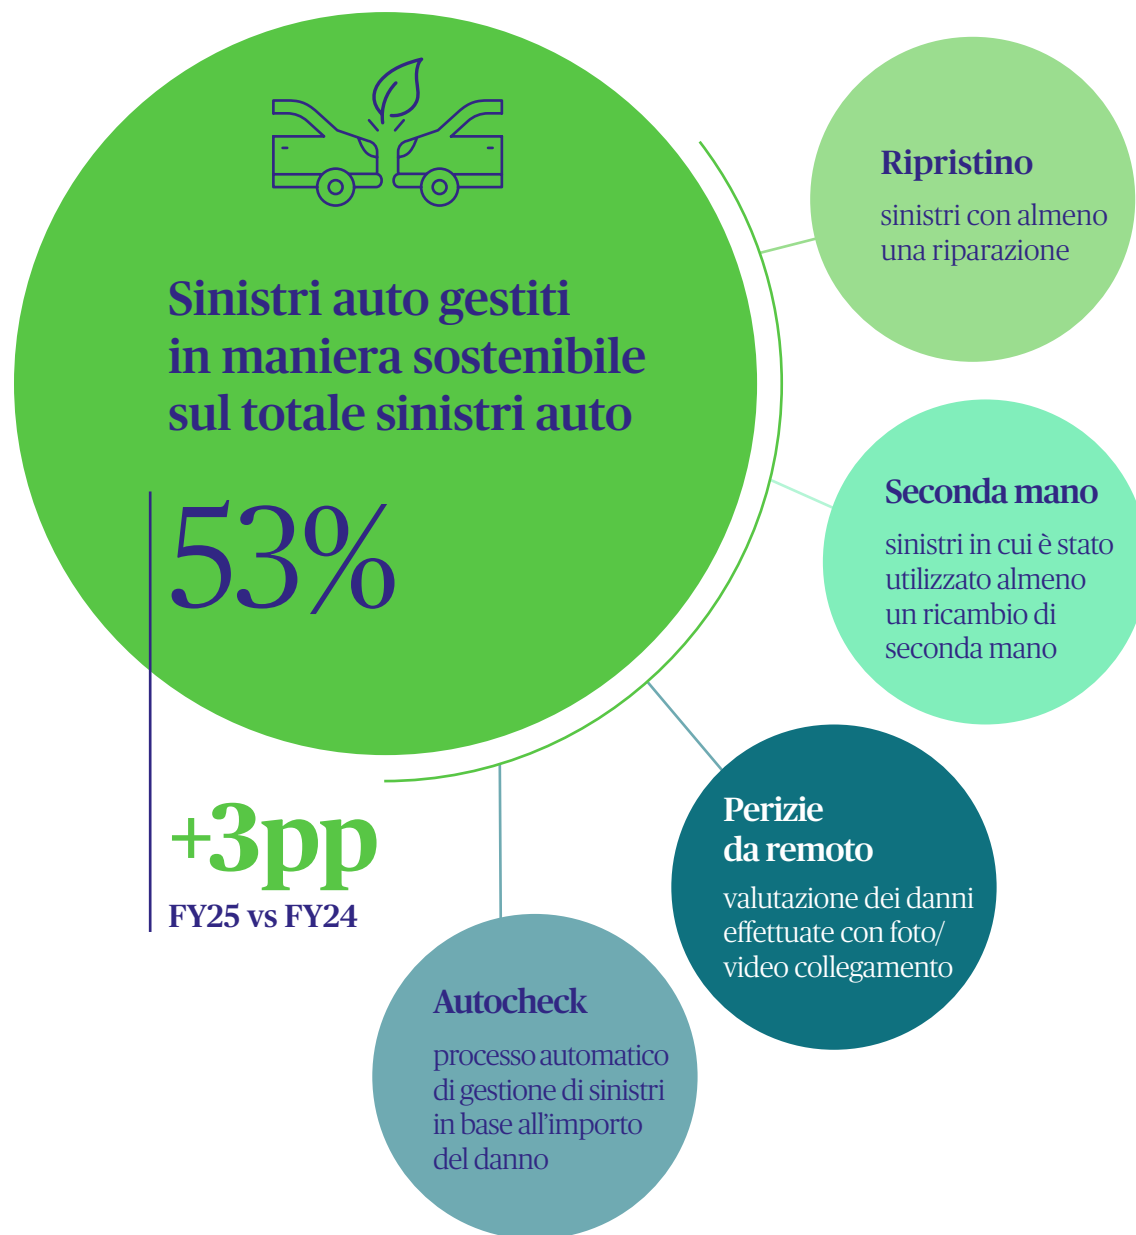 Sinistri auto gestiti
in maniera sostenibile
sul totale sinistri auto
53%
+3pp
FY25 vs FY24
Ripristino
sinistri con almeno
una riparazione
Seconda mano
sinistri in cui è stato
utilizzato almeno
un ricambio di
seconda mano
Perizie
da remoto
valutazione dei danni
effettuate con foto/
video collegamento
Autocheck
processo automatico
di gestione di sinistri
in base all'importo
del danno